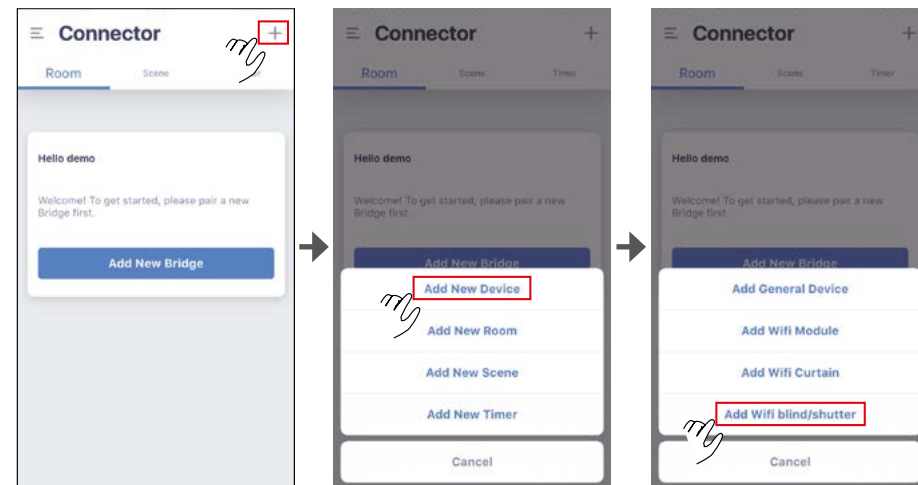 Connector
Room Scene
Hello demo
Welcome! To get started, please pair a new
Bridge first.
Add New Bridge
Connector
Room Scene Timer
Hello demo
Welcome! To get started, please pair a new
Bridge first.
Add New Bridge
Add New Device
Add New Room
Add New Scene
Add New Timer
Cancel
Connector
Room Scene Timer
Hello demo
Welcome! To get started, please pair a new
Bridge first.
Add New Bridge
Add General Device
Add Wifi Module
Add Wifi Curtain
Add Wifi blind/shutter
Cancel